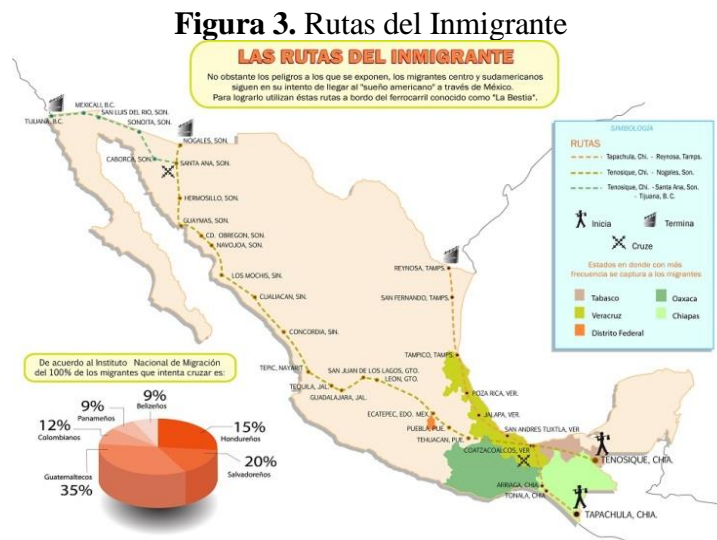 Figura 3. Rutas del Inmigrante
LAS RUTAS DEL INMIGRANTE
No obstante los peligros a los que se exponen, los migrantes centro y sudamericanos
siguen en su intento de llegar al "sueño americano" a través de México.
Para lograrlo utilizan éstas rutas a bordo del ferrocarril conocido como "La Bestia".
MEXICALI, B.C.
SAN LUIS DEL RIO, SON.
TIJUANA, B.C.
SONOITA, SON.
NOGALES, SON.
CABORCA, SON.
SANTA ANA, SON.
HERMOSILLO, SON.
GUAYMAS, SON.
CD. OBREGON, SON.
NAVOJOA, SON.
LOS MOCHIS, SIN.
CUALIACAN, SIN.
CONCORDIA, SIN.
TEPIC, NAYARIT
TEQUILA, JAL.
GUADALAJARA, JAL.
SAN JUAN DE LOS LAGOS, GTO.
LEON, GTO.
REYNOSA, TAMPS.
SAN FERNANDO, TAMPS.
TAMPICO, TAMPS.
POZA RICA, VER.
JALAPA, VER.
ECATEPEC, EDO. MEX.
PUEBLA, PUE.
TEHUACAN, PUE.
SAN ANDRES TUXTLA, VER
COATZACOALCOS, VER
ARRIAGA, CHIA.
TONALA, CHIA.
TENOSIQUE, CHIA.
TAPACHULA, CHIA.
SIMBOLOGIA
RUTAS
Tapachula, Chi. - Reynosa, Tamps.
Tenosique, Chi. - Nogales, Son.
Tenosique, Chi. - Santa Ana, Son.
- Tijuana, B. C.
Inicia
Termina
Cruze
Estados en donde con más
frecuencia se captura a los migrantes
Tabasco
Oaxaca
Veracruz
Chiapas
Distrito Federal
De acuerdo al Instituto Nacional de Migración
del 100% de los migrantes que intenta cruzar es:
9%
Belizeños
9%
Panameños
12%
Colombianos
15%
Hondureños
20%
Salvadoreños
Guatemaltecos
35%